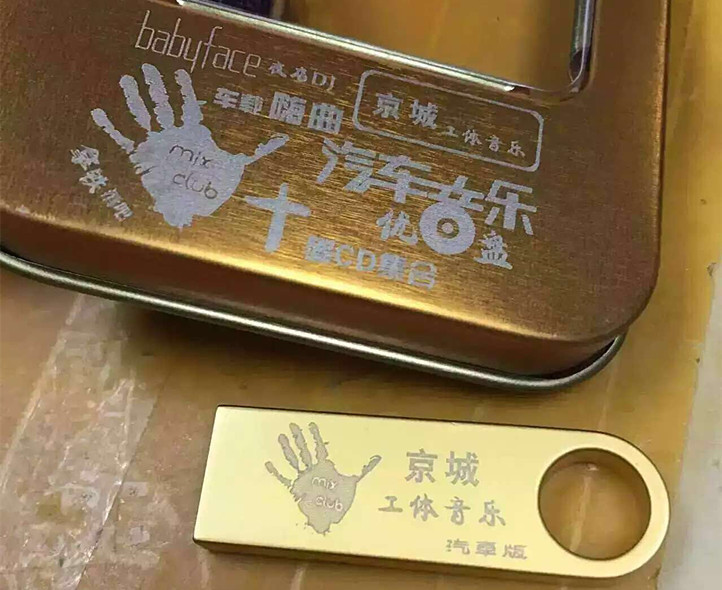 babyface 夜店DJ
车载 嗨曲
京城 工体音乐
mix
club
汽车音乐
优 盘
十 CD集合
mix
club
京城
工体音乐
汽車版